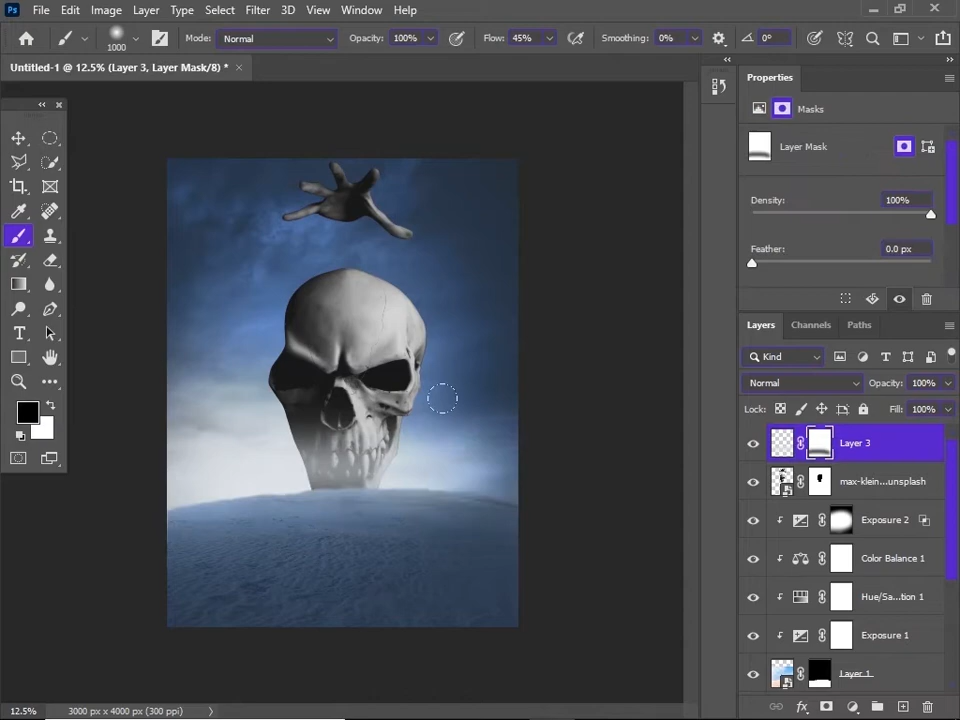 Ps File Edit Image Layer Type Select Filter 3D View Window Help
1000 Mode: Normal Opacity: 100% Flow: 45% Smoothing: 0% 0°
Untitled-1 @ 12.5% (Layer 3, Layer Mask/8) * ×
Properties
Masks
Layer Mask
Density: 100%
Feather: 0.0 px
Layers Channels Paths
Kind
Normal Opacity: 100%
Lock: Fill: 100%
Layer 3
max-klein...unsplash
Exposure 2
Color Balance 1
Hue/Sa...tion 1
Exposure 1
Layer 1
12.5% 3000 px x 4000 px (300 ppi)